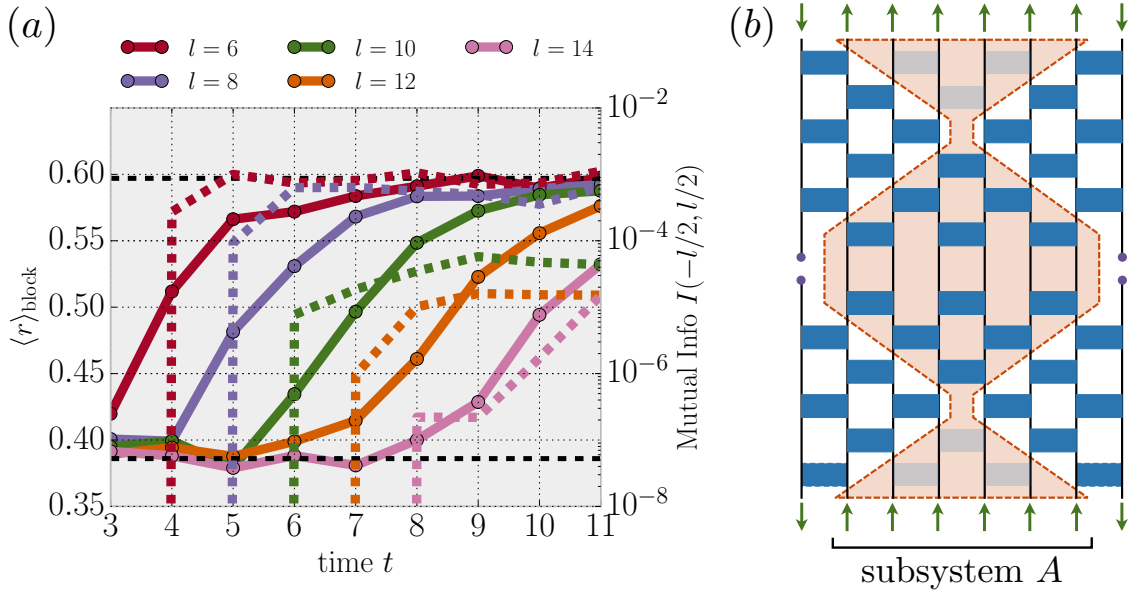 (a)
l = 6
l = 10
l = 14
l = 8
l = 12
0.60
0.55
0.50
0.45
0.40
0.35
⟨r⟩block
3 4 5 6 7 8 9 10 11
time t
10⁻²
10⁻⁴
10⁻⁶
10⁻⁸
Mutual Info I(−l/2, l/2)
(b)
subsystem A